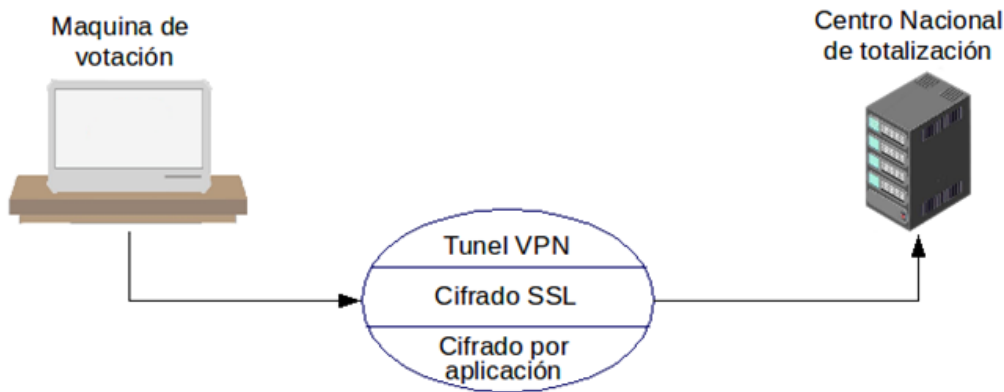 Maquina de
votación
Centro Nacional
de totalización
Tunel VPN
Cifrado SSL
Cifrado por
aplicación